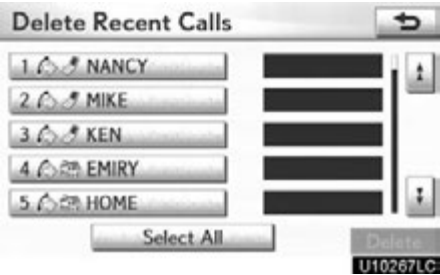 Delete Recent Calls
1 NANCY
2 MIKE
3 KEN
4 EMIRY
5 HOME
Select All
Delete
U10267LC